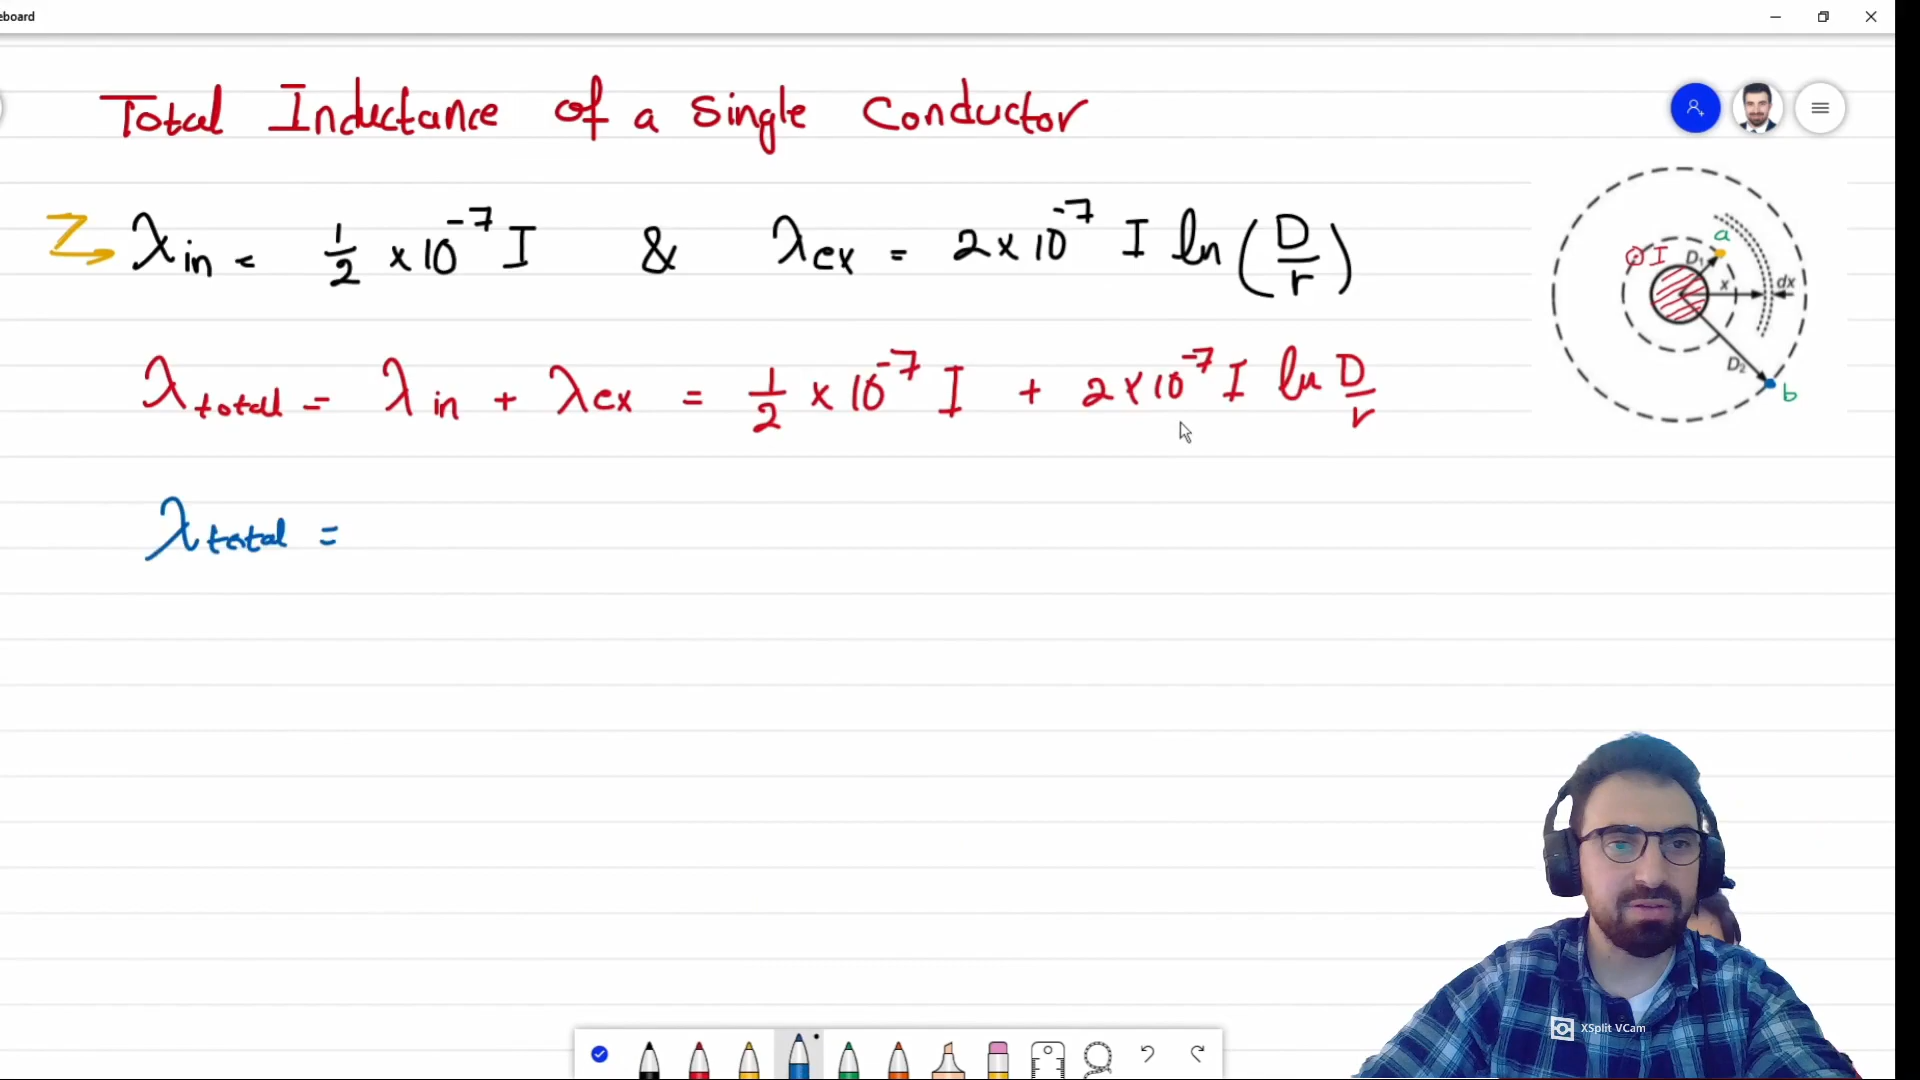 eboard
Total Inductance of a Single Conductor
λin = 1/2 × 10^-7 I & λex = 2 × 10^-7 I ln (D/r)
λtotal = λin + λex = 1/2 × 10^-7 I + 2 × 10^-7 I ln D/r
λtotal =
a
I
D1
x
dx
D2
b
XSplit VCam